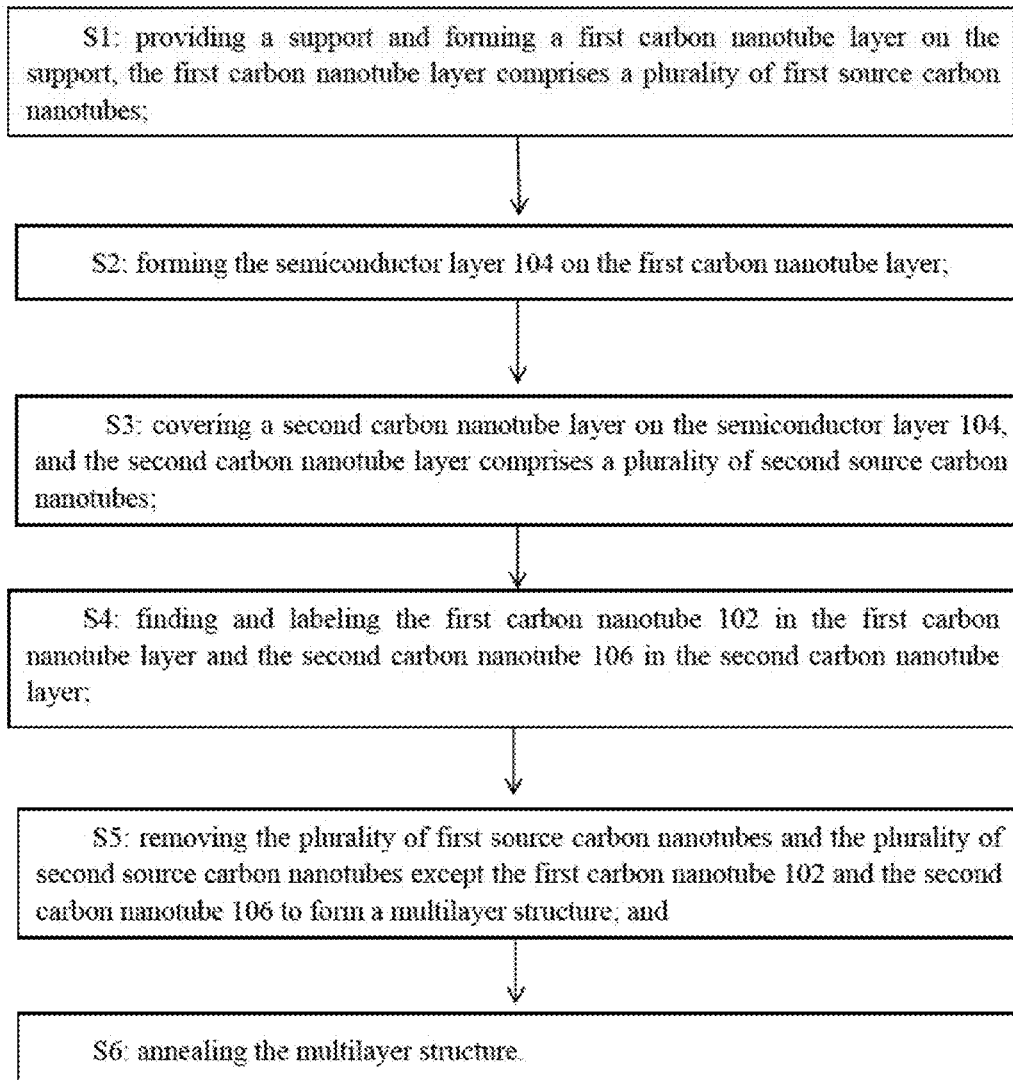 S1: providing a support and forming a first carbon nanotube layer on the
support, the first carbon nanotube layer comprises a plurality of first source carbon
nanotubes;
S2: forming the semiconductor layer 104 on the first carbon nanotube layer;
S3: covering a second carbon nanotube layer on the semiconductor layer 104,
and the second carbon nanotube layer comprises a plurality of second source carbon
nanotubes;
S4: finding and labeling the first carbon nanotube 102 in the first carbon
nanotube layer and the second carbon nanotube 106 in the second carbon nanotube
layer;
S5: removing the plurality of first source carbon nanotubes and the plurality of
second source carbon nanotubes except the first carbon nanotube 102 and the second
carbon nanotube 106 to form a multilayer structure; and
S6: annealing the multilayer structure.